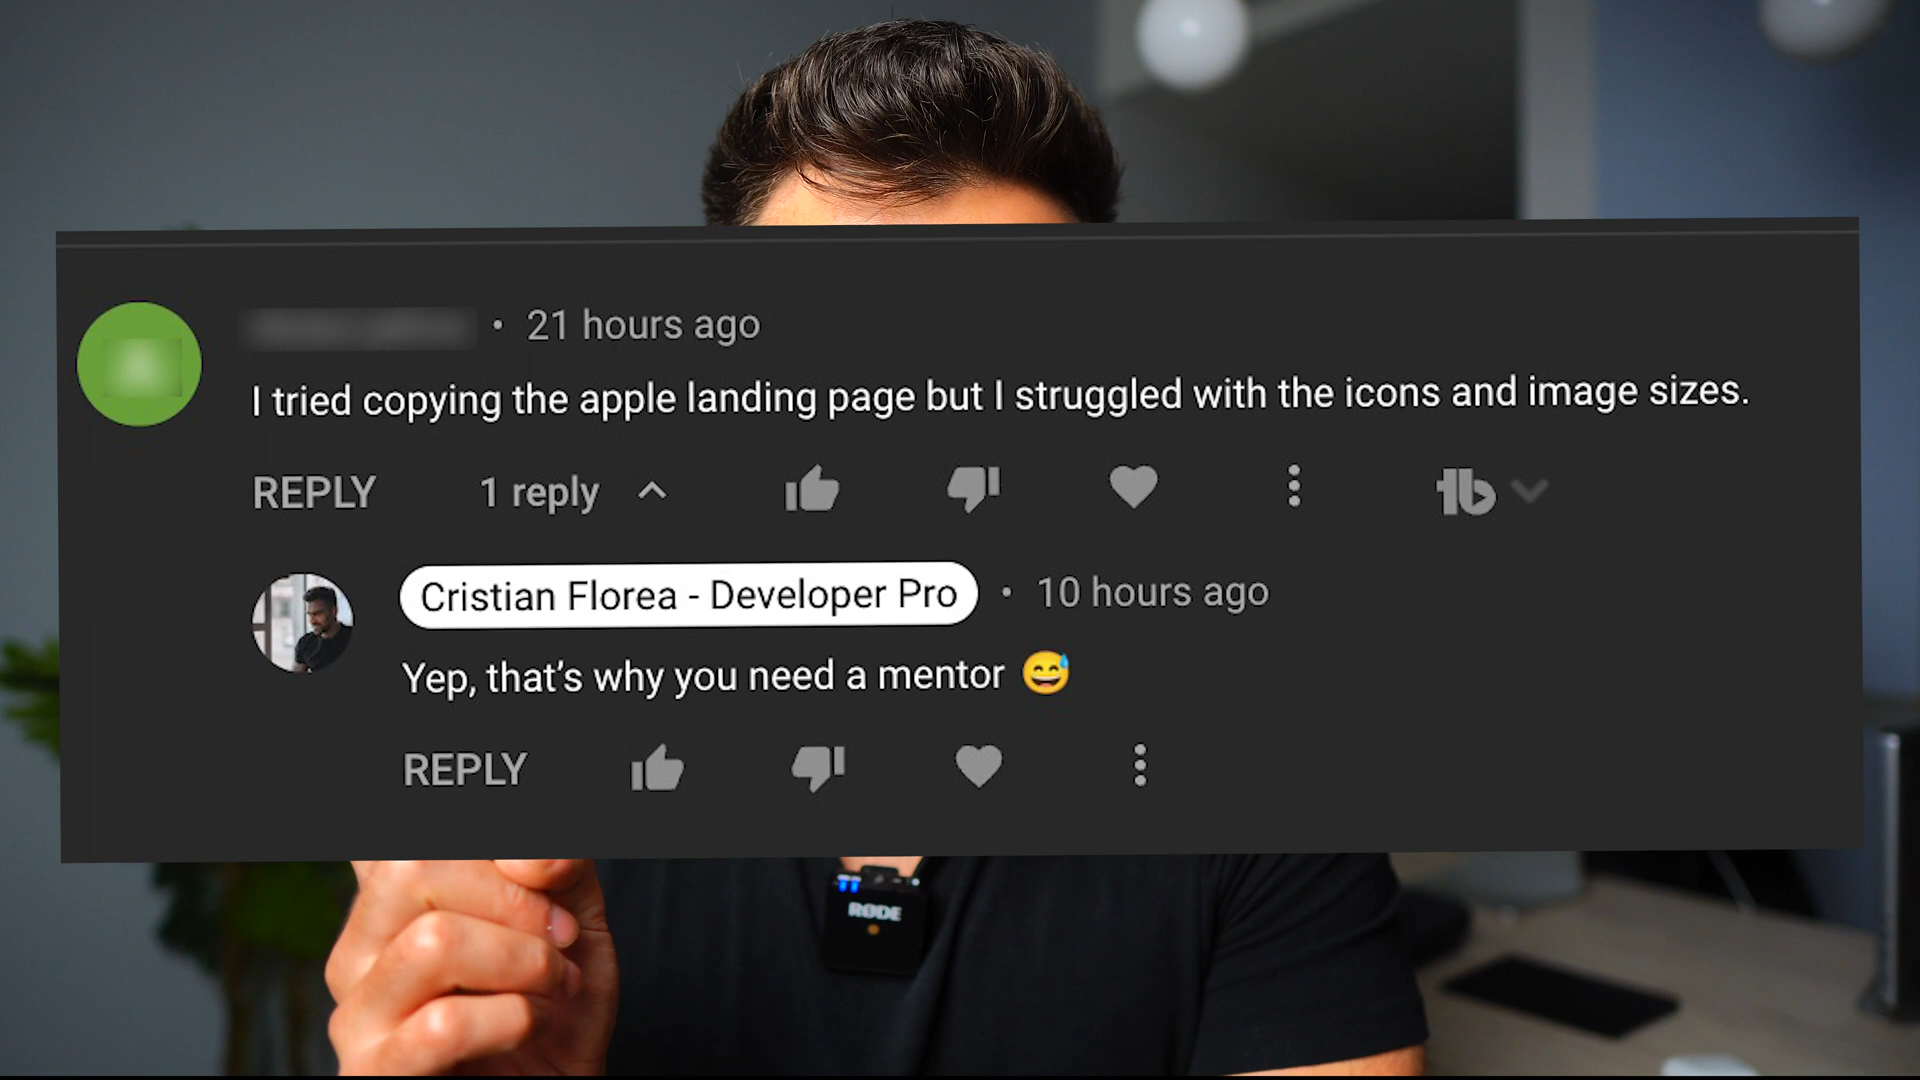 • 21 hours ago
I tried copying the apple landing page but I struggled with the icons and image sizes.
REPLY 1 reply
Cristian Florea - Developer Pro • 10 hours ago
Yep, that’s why you need a mentor 😅
REPLY
RØDE